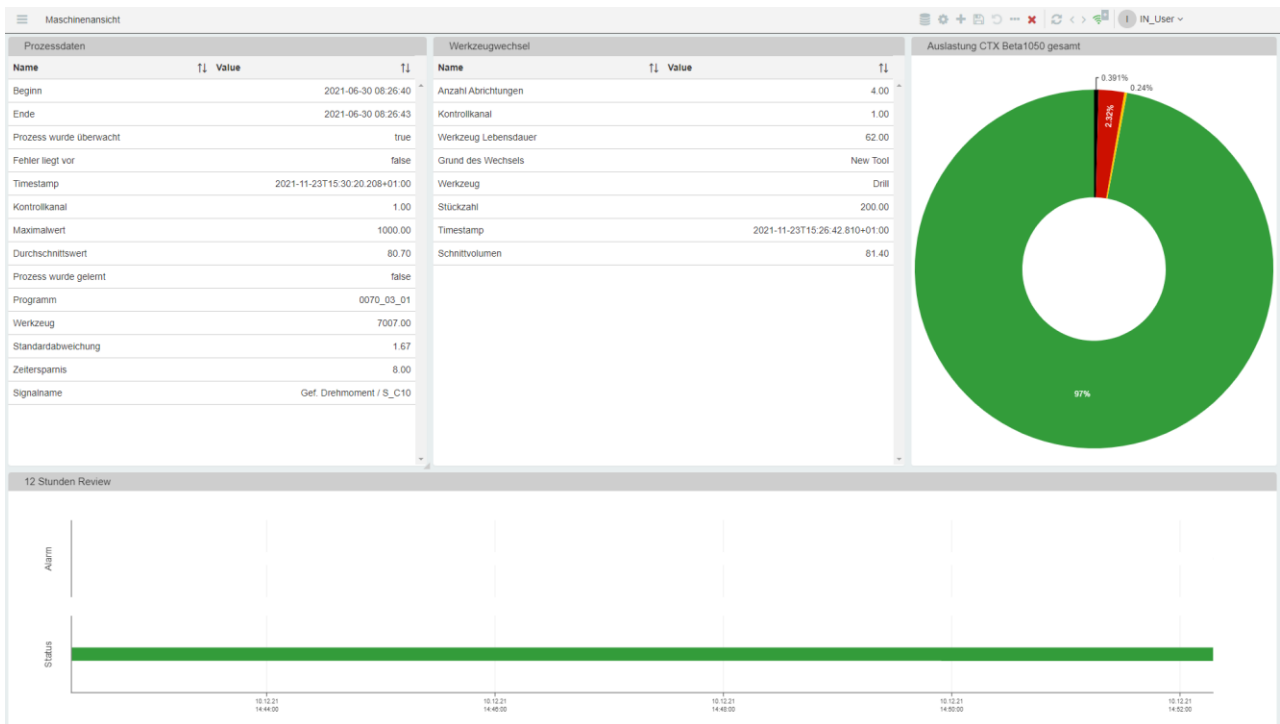 Maschinenansicht
I IN_User
Prozessdaten
Name Value
Beginn 2021-06-30 08:26:40
Ende 2021-06-30 08:26:43
Prozess wurde überwacht true
Fehler liegt vor false
Timestamp 2021-11-23T15:30:20.208+01:00
Kontrollkanal 1.00
Maximalwert 1000.00
Durchschnittswert 80.70
Prozess wurde gelernt false
Programm 0070_03_01
Werkzeug 7007.00
Standardabweichung 1.67
Zeitersparnis 8.00
Signalname Gef. Drehmoment / S_C10
Werkzeugwechsel
Name Value
Anzahl Abrichtungen 4.00
Kontrollkanal 1.00
Werkzeug Lebensdauer 62.00
Grund des Wechsels New Tool
Werkzeug Drill
Stückzahl 200.00
Timestamp 2021-11-23T15:26:42.810+01:00
Schnittvolumen 81.40
Auslastung CTX Beta1050 gesamt
0.391%
0.24%
2.32%
97%
12 Stunden Review
Alarm
Status
10.12.21 10.12.21 10.12.21 10.12.21 10.12.21
14:44:00 14:46:00 14:48:00 14:50:00 14:52:00